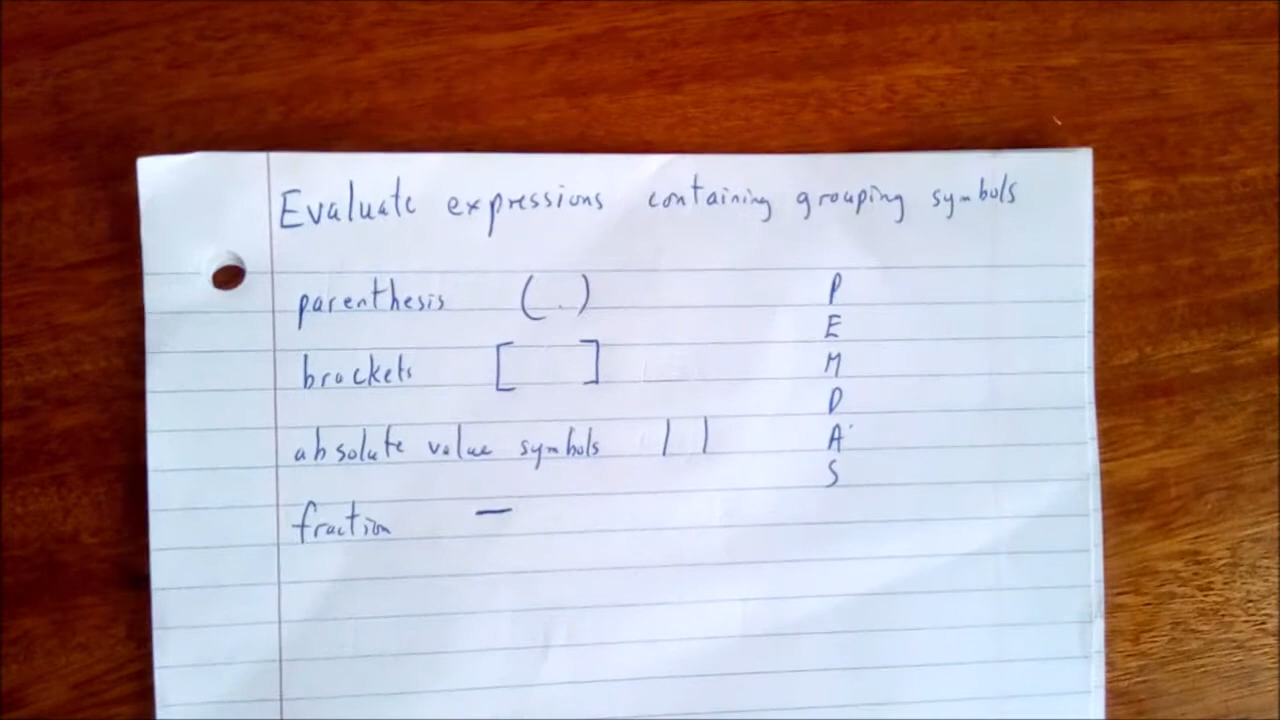 Evaluate expressions containing grouping symbols
parenthesis ( . )
brackets [ ]
absolute value symbols | |
fraction —
P
E
M
D
A
S